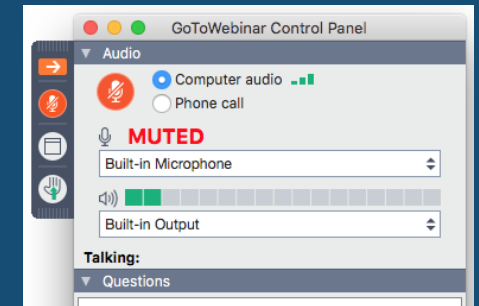 GoToWebinar Control Panel
Audio
Computer audio
Phone call
MUTED
Built-in Microphone
Built-in Output
Talking:
Questions